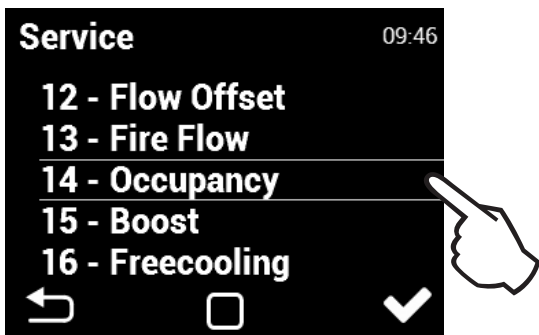 Service 09:46
12 - Flow Offset
13 - Fire Flow
14 - Occupancy
15 - Boost
16 - Freecooling